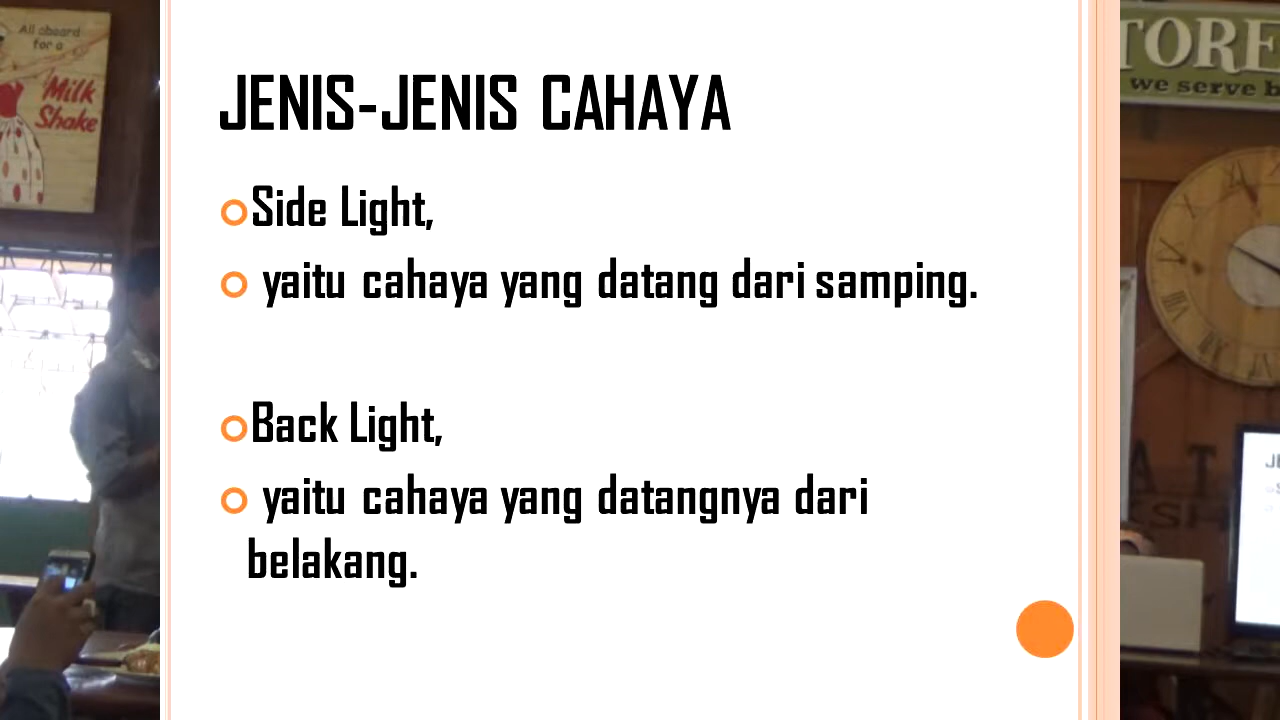 All aboard
for a
Milk
Shake
JENIS-JENIS CAHAYA
Side Light,
yaitu cahaya yang datang dari samping.
Back Light,
yaitu cahaya yang datangnya dari
belakang.
TORE
we serve b
AT